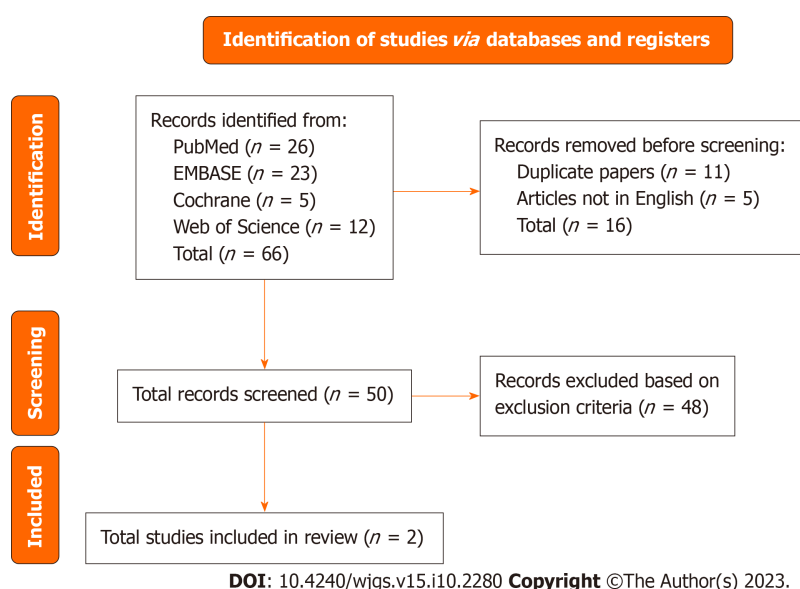 Identification of studies via databases and registers
Identification
Records identified from:
PubMed (n = 26)
EMBASE (n = 23)
Cochrane (n = 5)
Web of Science (n = 12)
Total (n = 66)
Records removed before screening:
Duplicate papers (n = 11)
Articles not in English (n = 5)
Total (n = 16)
Screening
Total records screened (n = 50)
Records excluded based on
exclusion criteria (n = 48)
Included
Total studies included in review (n = 2)
DOI: 10.4240/wjgs.v15.i10.2280 Copyright ©The Author(s) 2023.